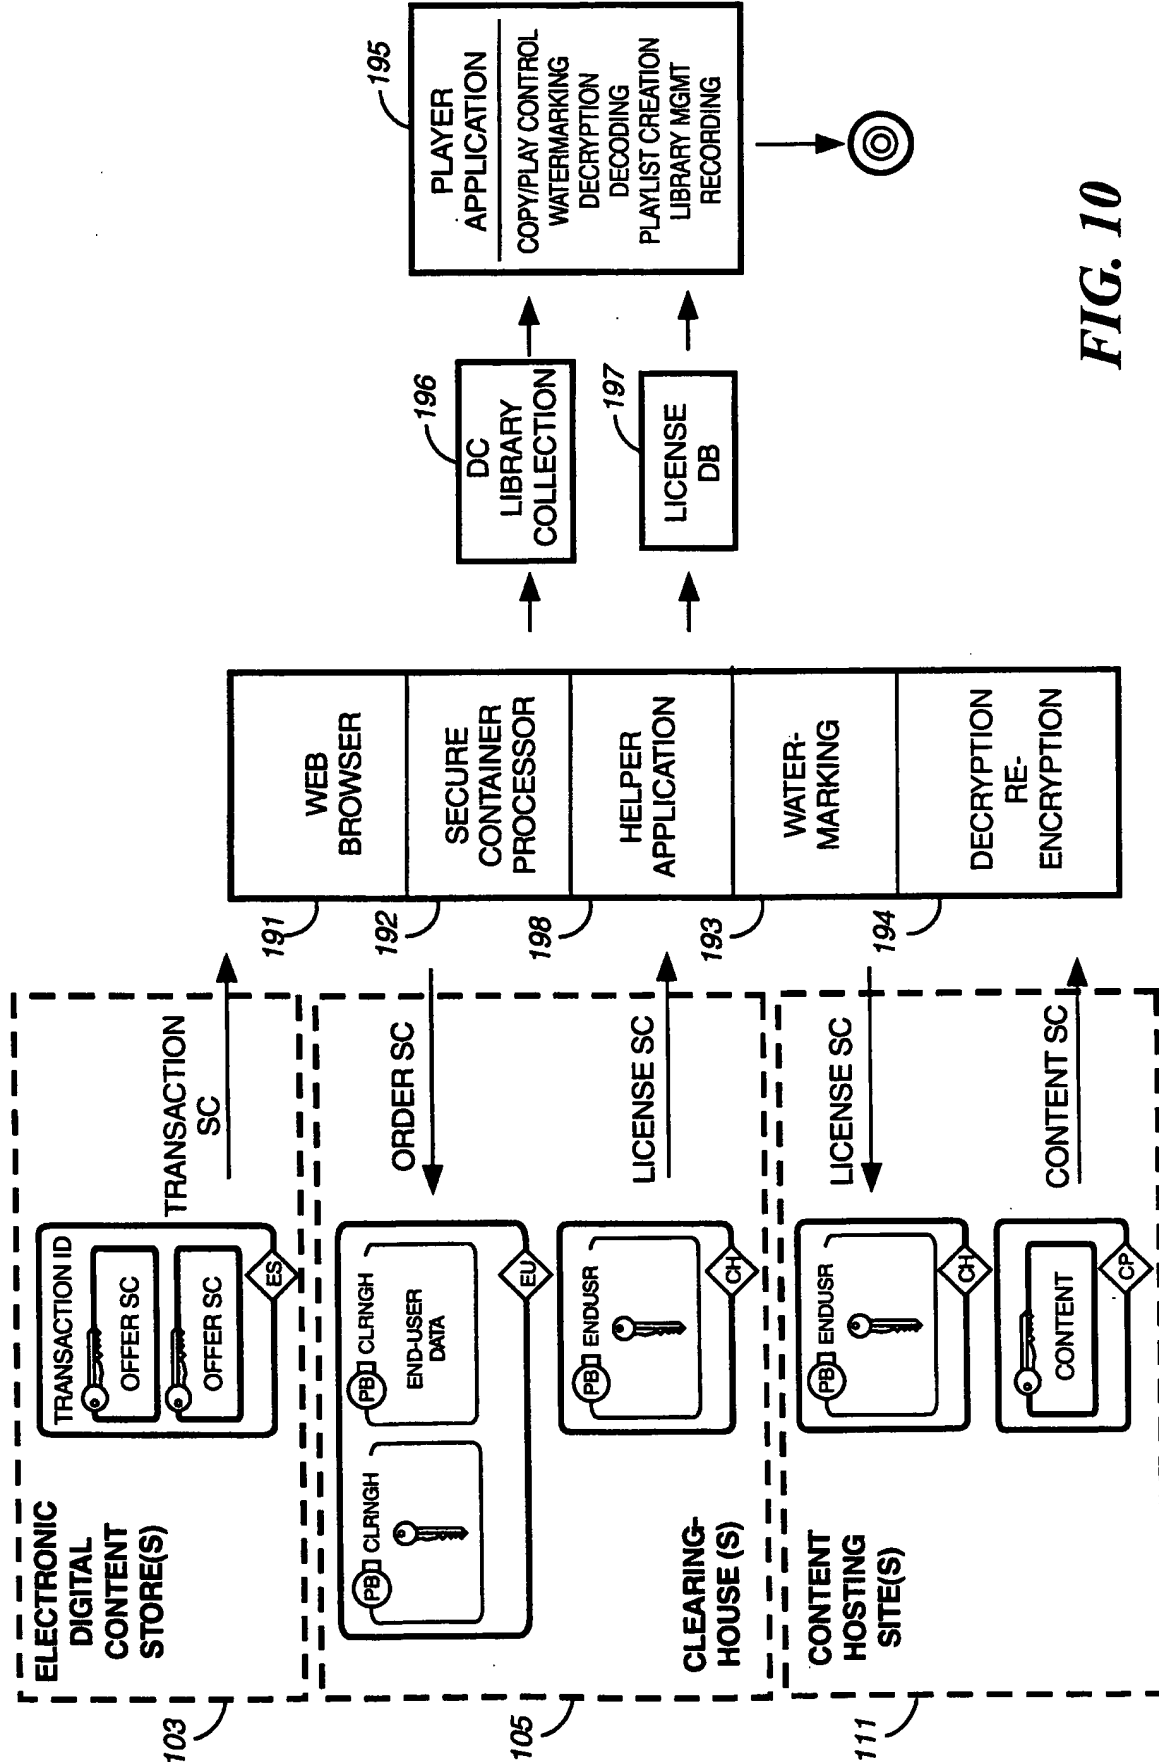 ELECTRONIC
DIGITAL
CONTENT
STORE(S)
103
TRANSACTION ID
OFFER SC
OFFER SC
ES
TRANSACTION
SC
CLEARING-
HOUSE (S)
105
PB CLRNGH
PB CLRNGH
END-USER
DATA
EU
ORDER SC
PB ENDUSR
CH
LICENSE SC
CONTENT
HOSTING
SITE(S)
111
PB ENDUSR
CH
LICENSE SC
CONTENT
CP
CONTENT SC
191
WEB
BROWSER
192
SECURE
CONTAINER
PROCESSOR
198
HELPER
APPLICATION
193
WATER-
MARKING
194
DECRYPTION
RE-
ENCRYPTION
196
DC
LIBRARY
COLLECTION
197
LICENSE
DB
195
PLAYER
APPLICATION
COPY/PLAY CONTROL
WATERMARKING
DECRYPTION
DECODING
PLAYLIST CREATION
LIBRARY MGMT
RECORDING
FIG. 10